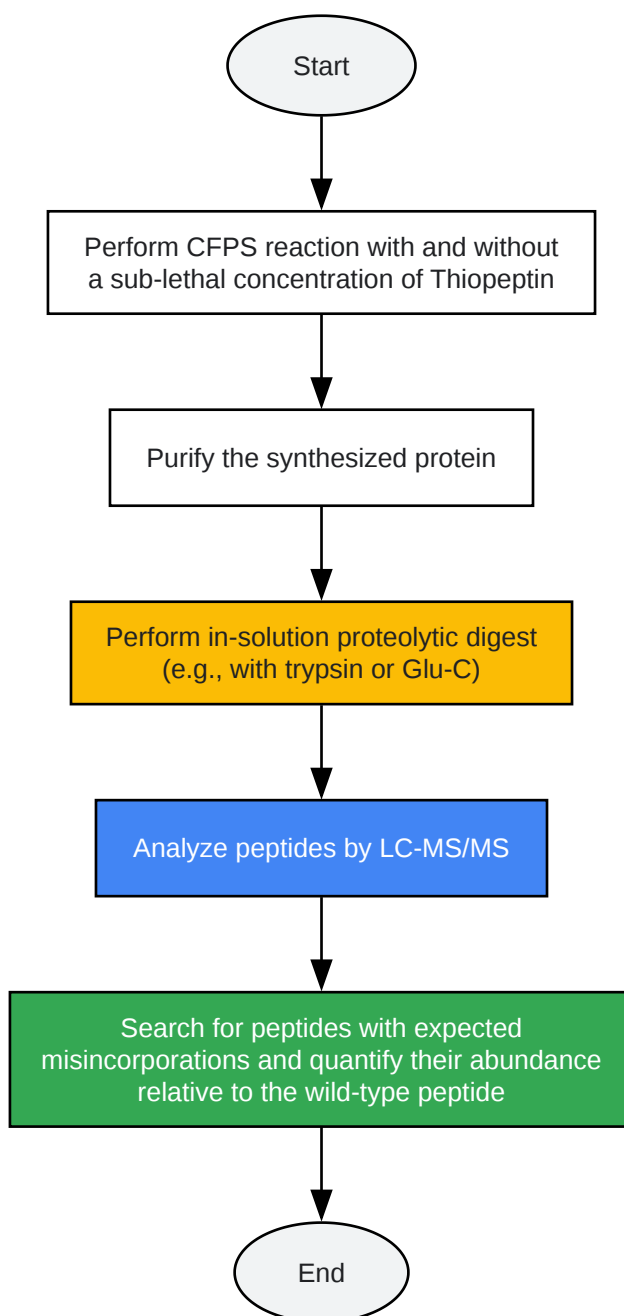 Start
Perform CFPS reaction with and without
a sub-lethal concentration of Thiopeptin
Purify the synthesized protein
Perform in-solution proteolytic digest
(e.g., with trypsin or Glu-C)
Analyze peptides by LC-MS/MS
Search for peptides with expected
misincorporations and quantify their abundance
relative to the wild-type peptide
End